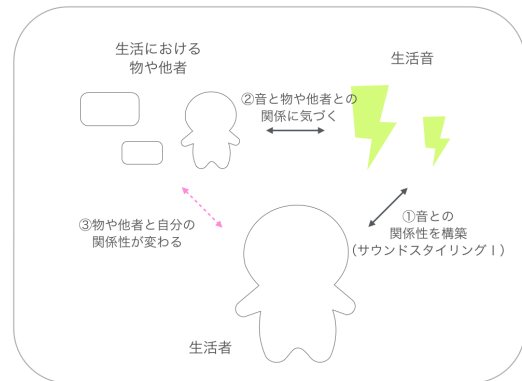 生活における
物や他者
生活音
②音と物や他者との
関係に気づく
③物や他者と自分の
関係性が変わる
①音との
関係性を構築
(サウンドスタイリングⅠ)
生活者